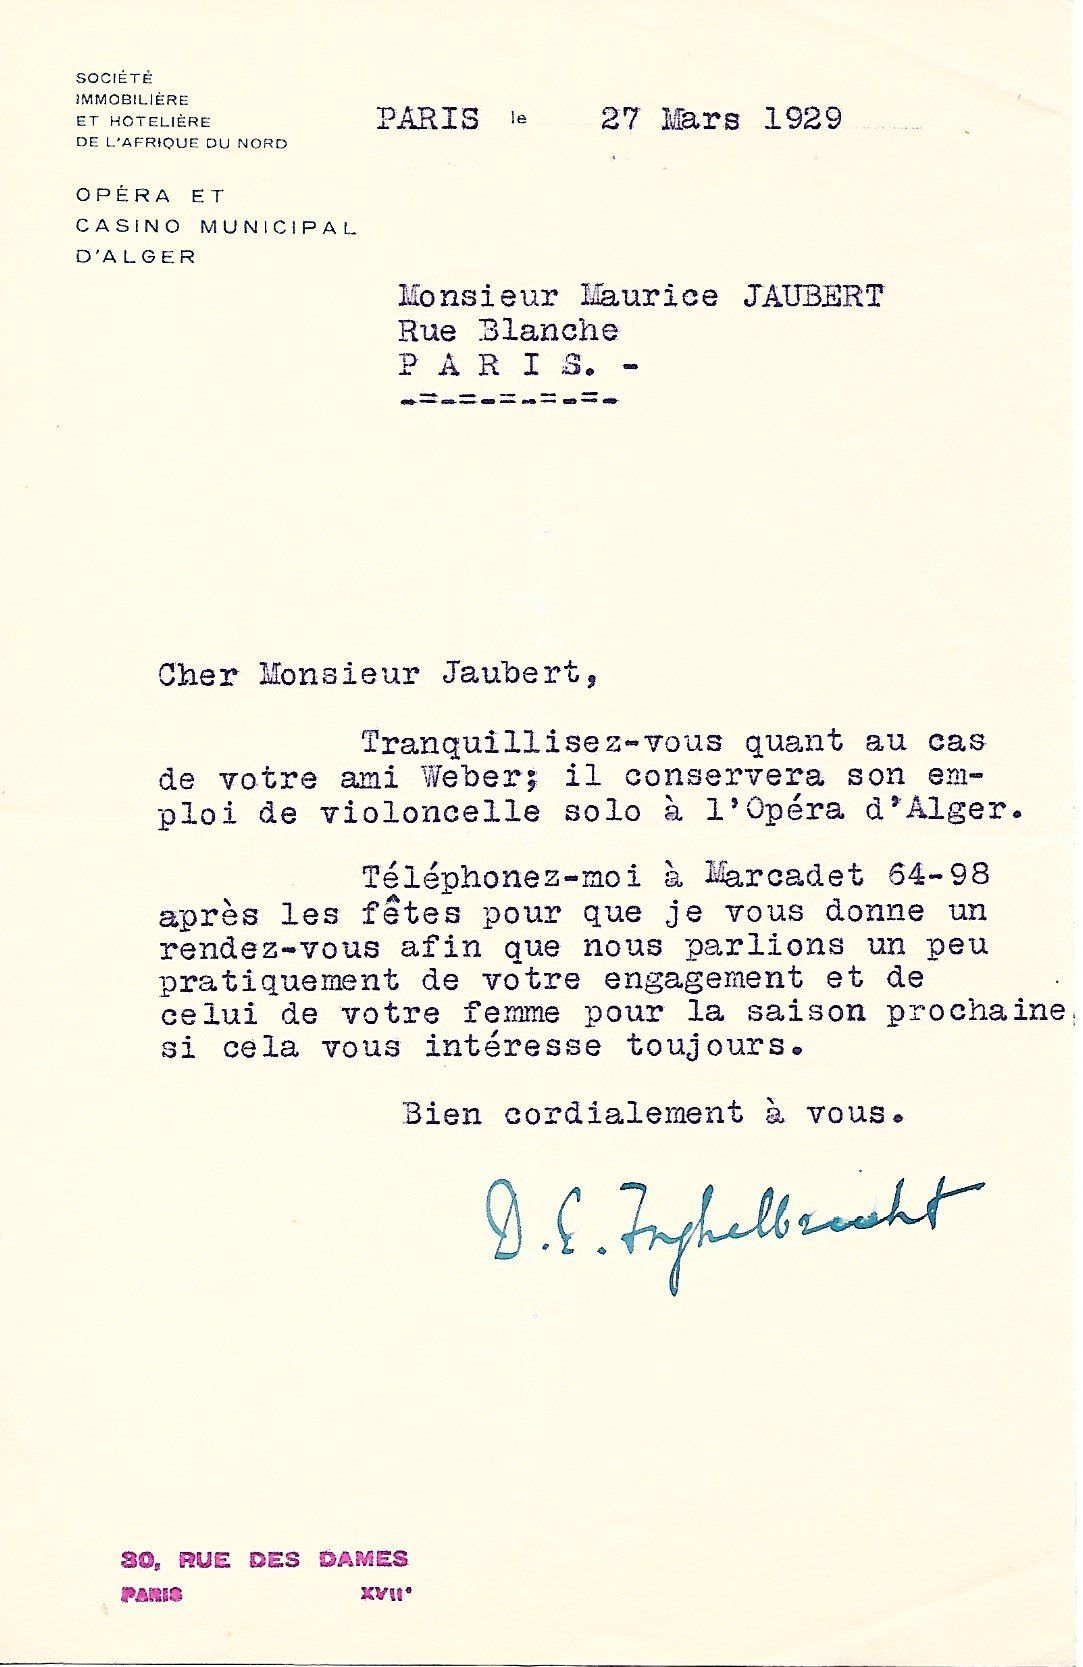 SOCIÉTÉ
IMMOBILIÈRE
ET HOTELIÈRE
DE L'AFRIQUE DU NORD
OPÉRA ET
CASINO MUNICIPAL
D'ALGER
PARIS le 27 Mars 1929
Monsieur Maurice JAUBERT
Rue Blanche
P A R I S. -
-=-=-=-=-=-
Cher Monsieur Jaubert,
Tranquillisez-vous quant au cas
de votre ami Weber; il conservera son em-
ploi de violoncelle solo à l'Opéra d'Alger.
Téléphonez-moi à Marcadet 64-98
après les fêtes pour que je vous donne un
rendez-vous afin que nous parlions un peu
pratiquement de votre engagement et de
celui de votre femme pour la saison prochaine,
si cela vous intéresse toujours.
Bien cordialement à vous.
D. E. Inghelbrecht
30, RUE DES DAMES
PARIS XVIIe